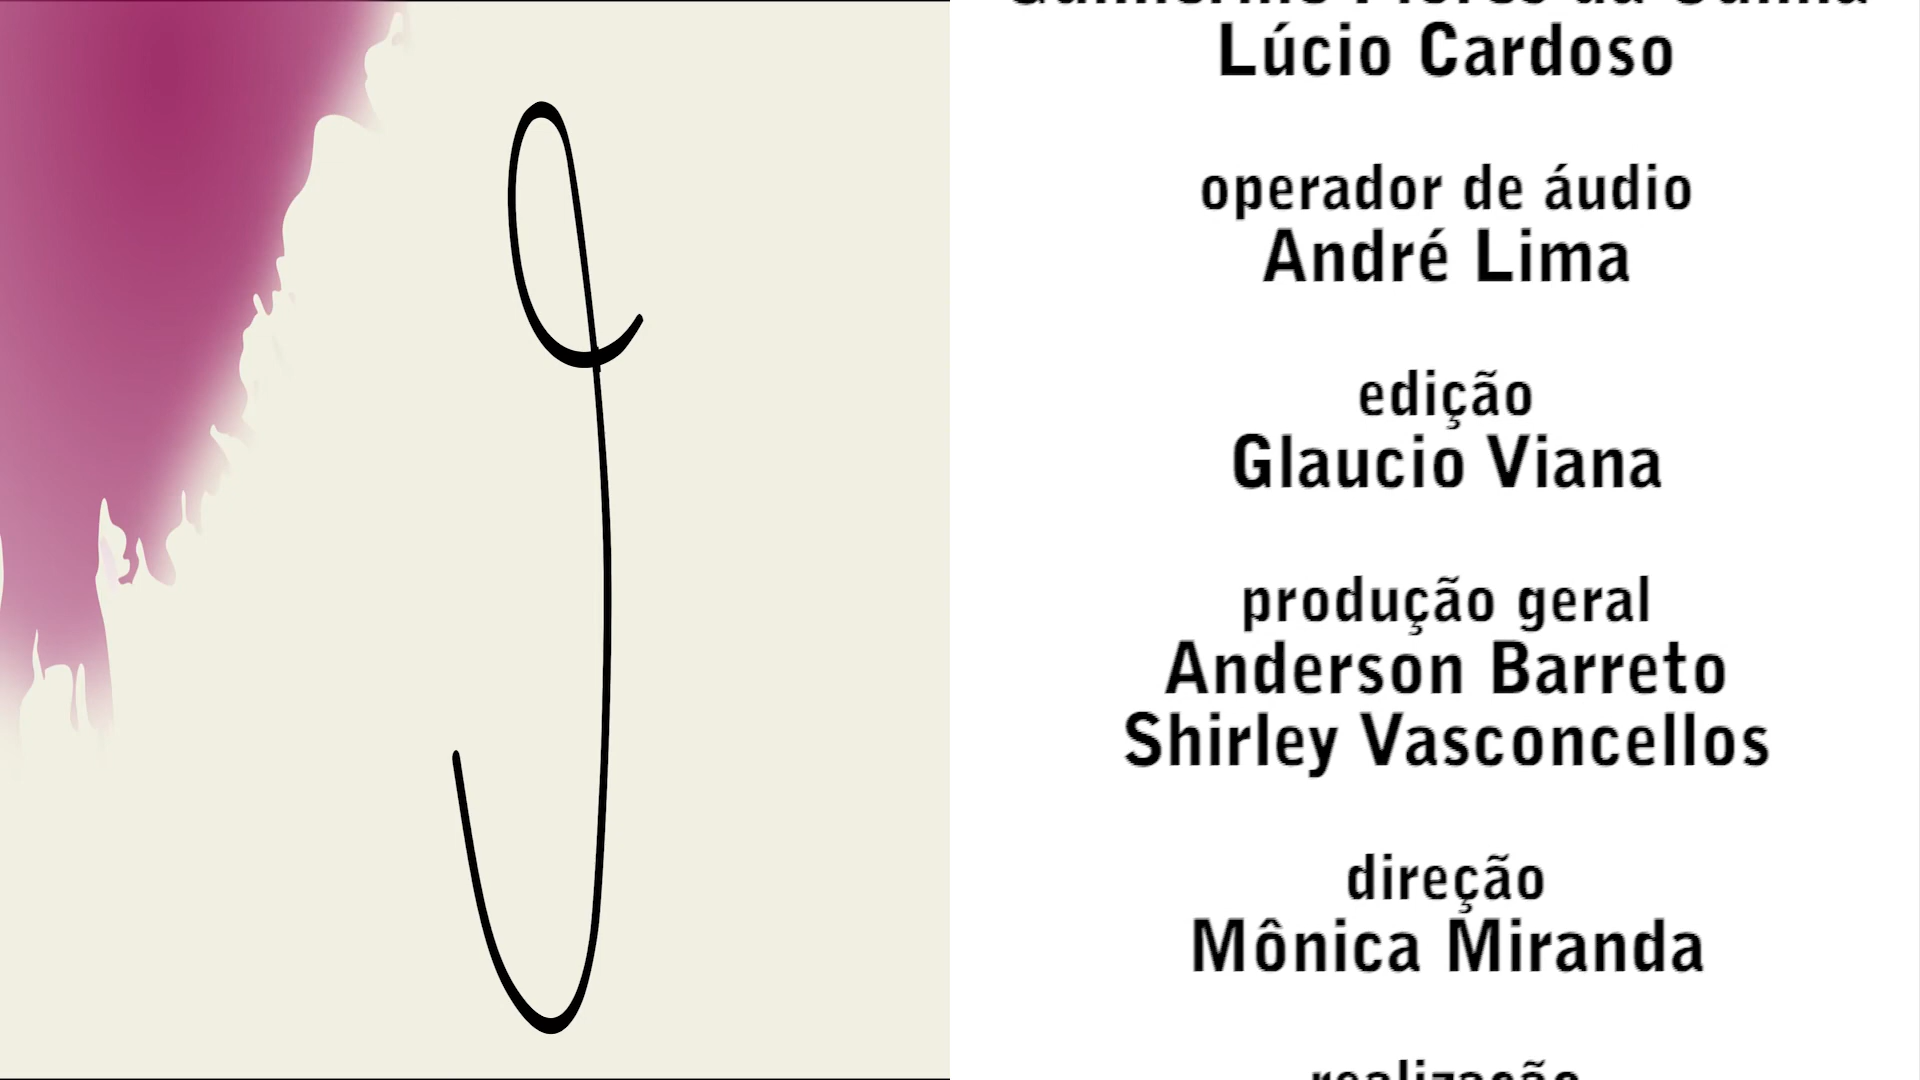 Lúcio Cardoso
operador de áudio
André Lima
edição
Glaucio Viana
produção geral
Anderson Barreto
Shirley Vasconcellos
direção
Mônica Miranda
realização